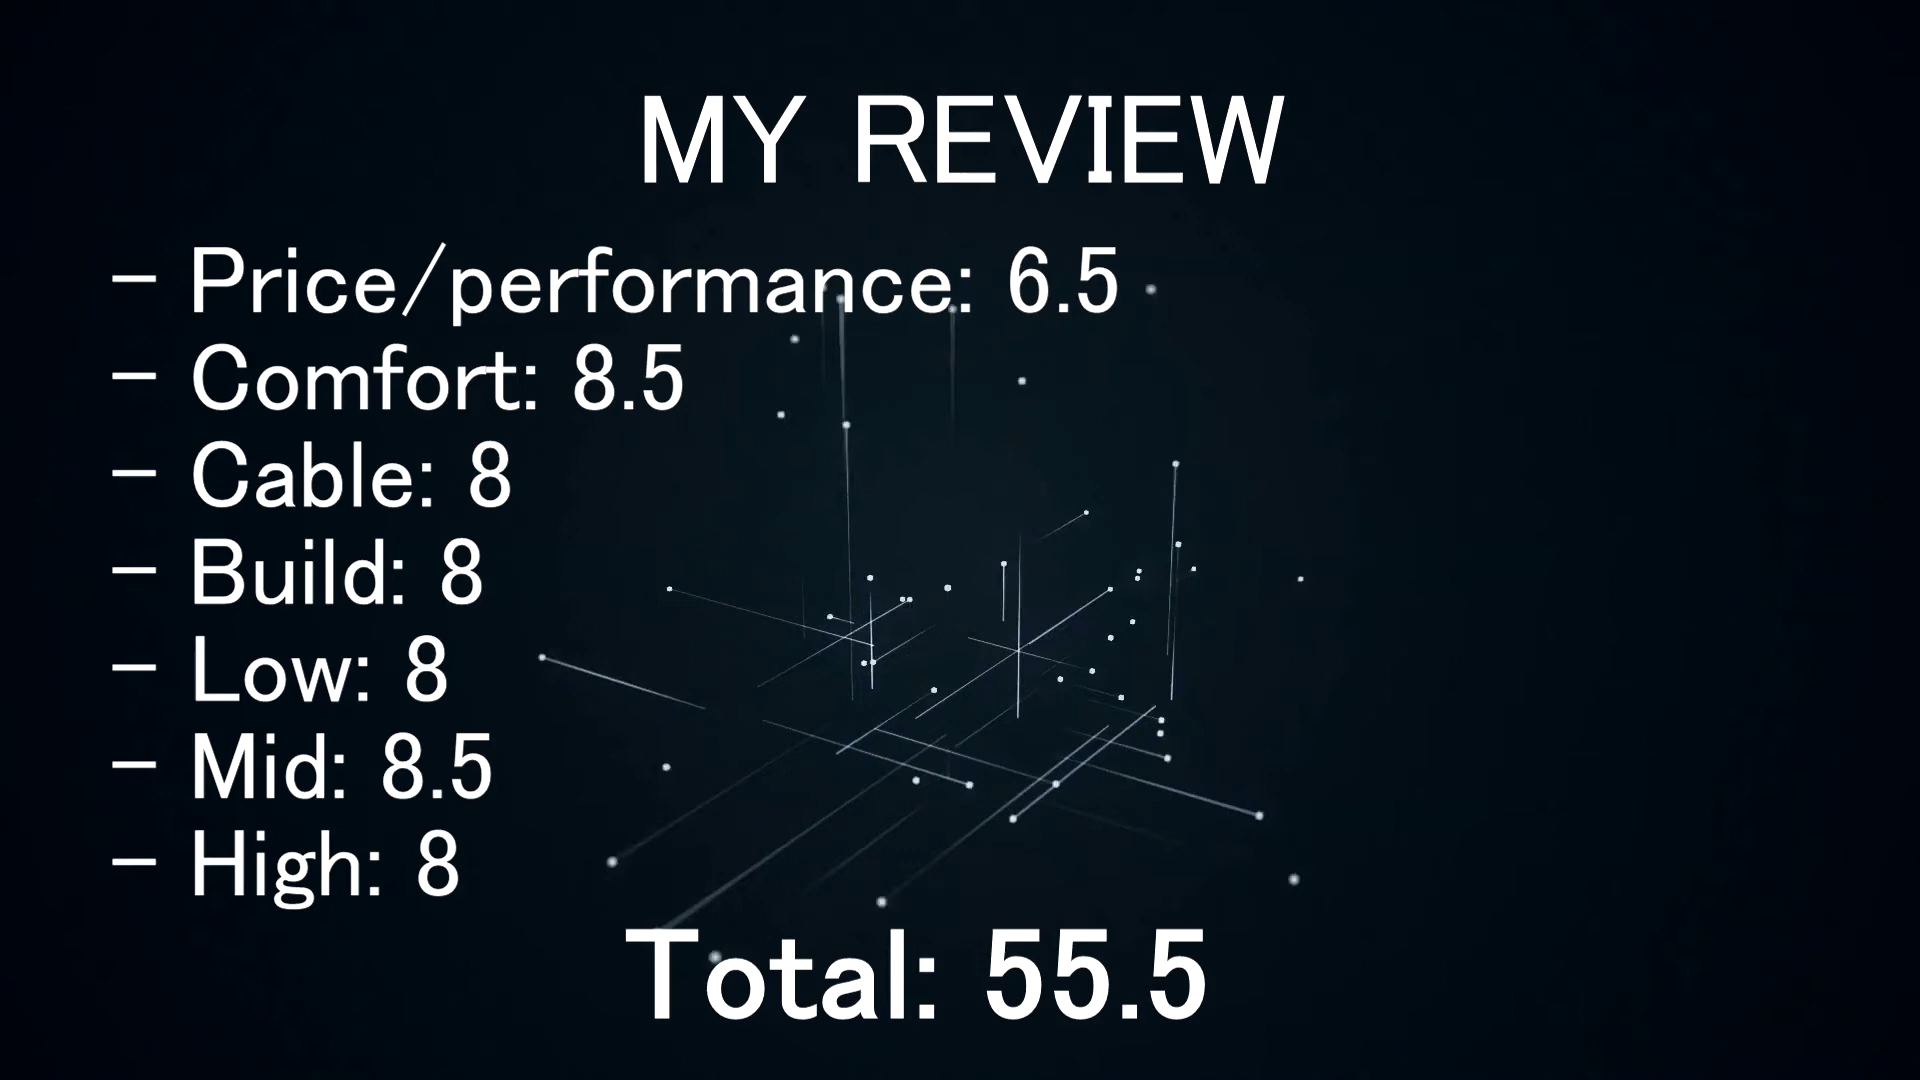 MY REVIEW
- Price/performance: 6.5
- Comfort: 8.5
- Cable: 8
- Build: 8
- Low: 8
- Mid: 8.5
- High: 8
Total: 55.5